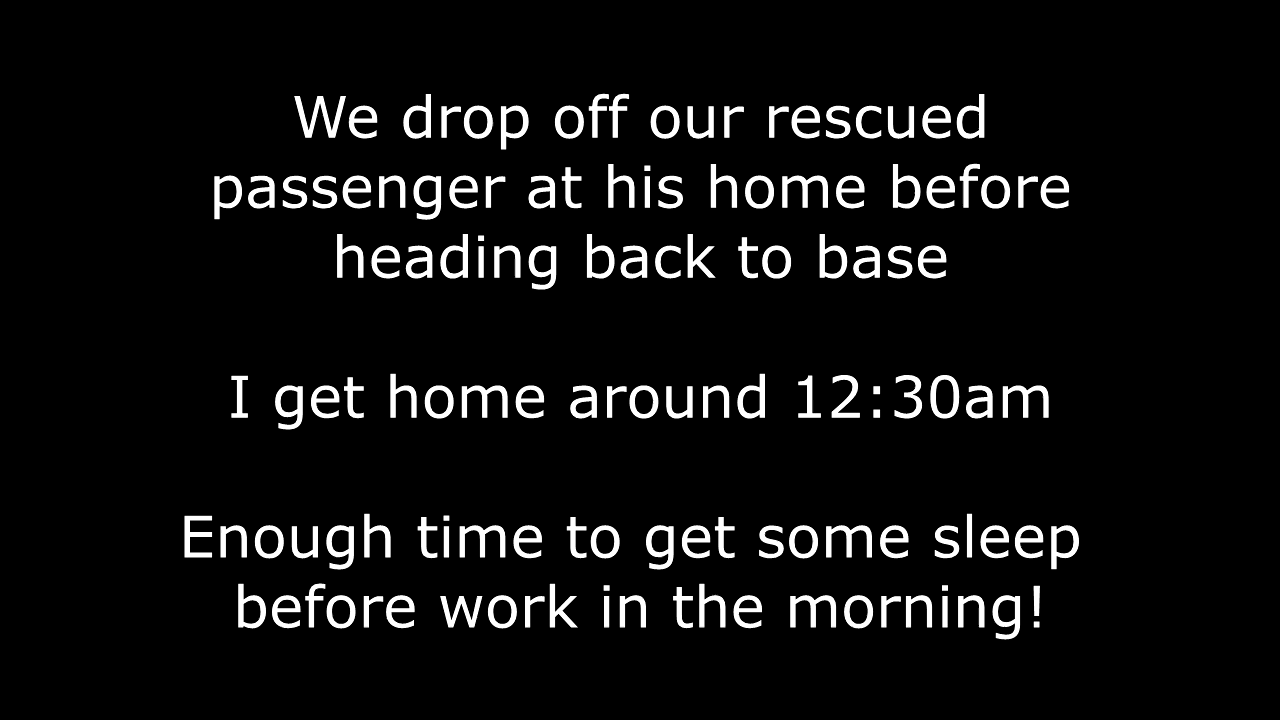 We drop off our rescued
passenger at his home before
heading back to base
I get home around 12:30am
Enough time to get some sleep
before work in the morning!